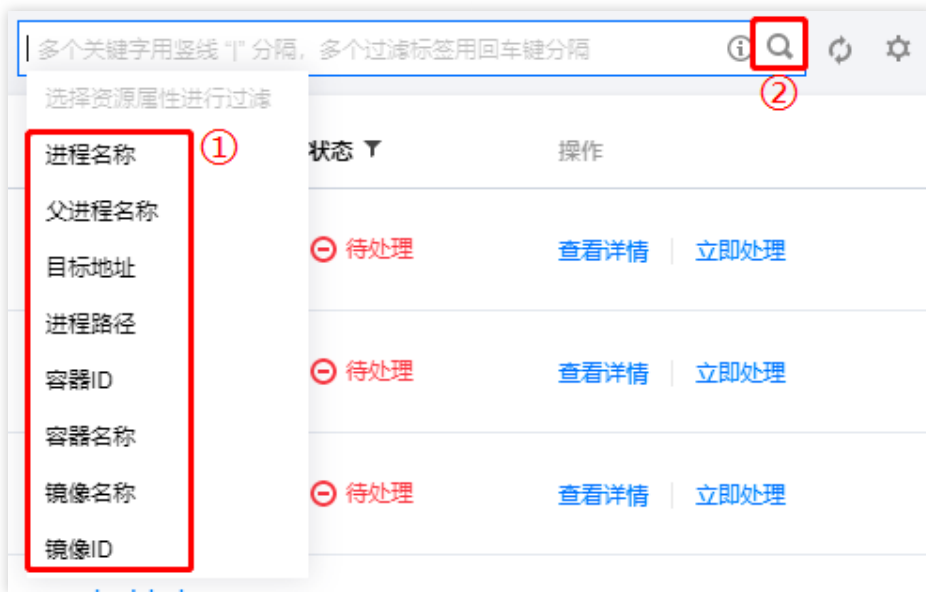 多个关键字用竖线 "|" 分隔，多个过滤标签用回车键分隔
②
选择资源属性进行过滤
①
进程名称
状态
操作
父进程名称
待处理
查看详情
立即处理
目标地址
进程路径
容器ID
待处理
查看详情
立即处理
容器名称
镜像名称
待处理
查看详情
立即处理
镜像ID